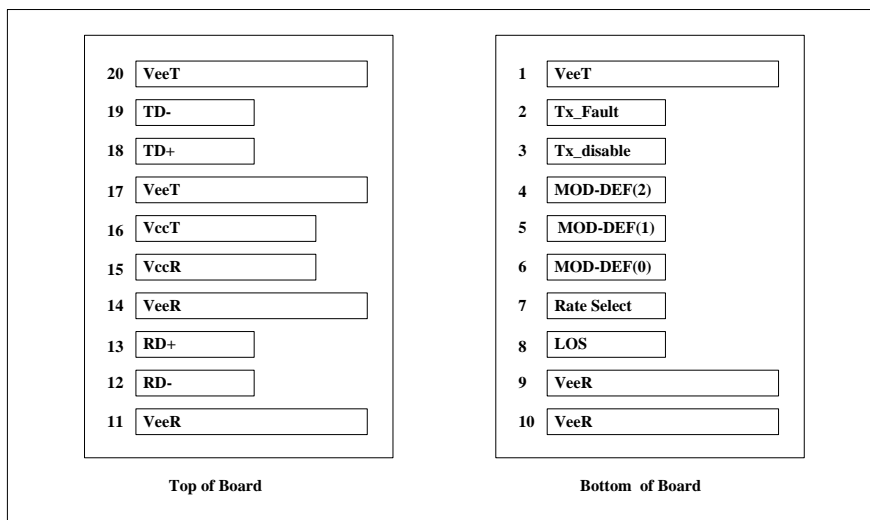 20 VeeT
19 TD-
18 TD+
17 VeeT
16 VccT
15 VccR
14 VeeR
13 RD+
12 RD-
11 VeeR
Top of Board
1 VeeT
2 Tx_Fault
3 Tx_disable
4 MOD-DEF(2)
5 MOD-DEF(1)
6 MOD-DEF(0)
7 Rate Select
8 LOS
9 VeeR
10 VeeR
Bottom of Board